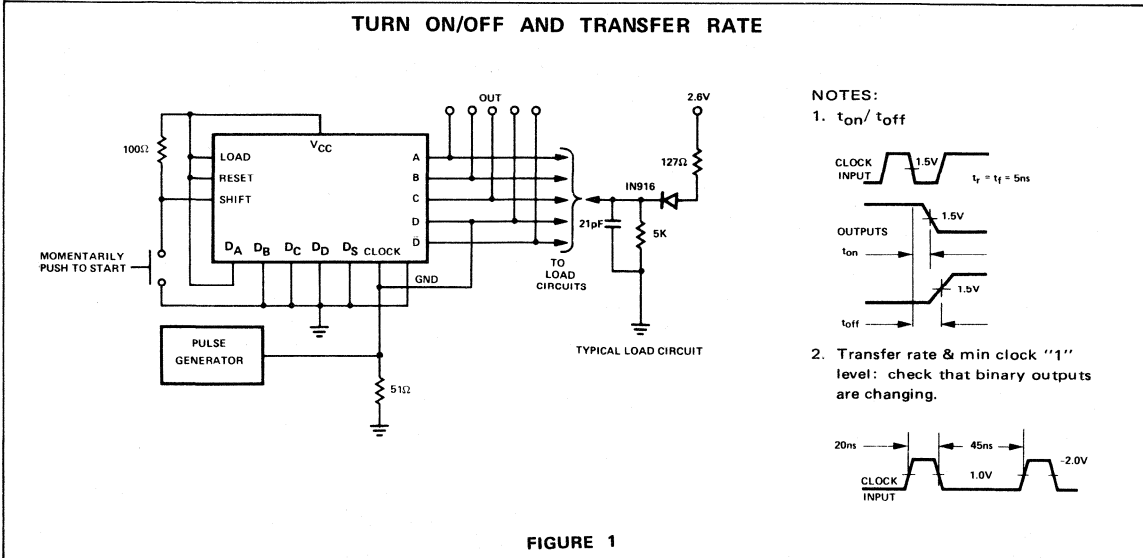 TURN ON/OFF AND TRANSFER RATE
OUT
2.6V
VCC
100Ω
LOAD
RESET
SHIFT
A
B
C
D
D̄
127Ω
IN916
21pF
5K
MOMENTARILY
PUSH TO START
DA DB DC DD DS CLOCK
GND
TO
LOAD
CIRCUITS
PULSE
GENERATOR
51Ω
TYPICAL LOAD CIRCUIT
NOTES:
1. ton/ toff
CLOCK
INPUT
1.5V
tr = tf = 5ns
OUTPUTS
1.5V
ton
1.5V
toff
2. Transfer rate & min clock "1"
level: check that binary outputs
are changing.
20ns
45ns
-2.0V
1.0V
CLOCK
INPUT
FIGURE 1